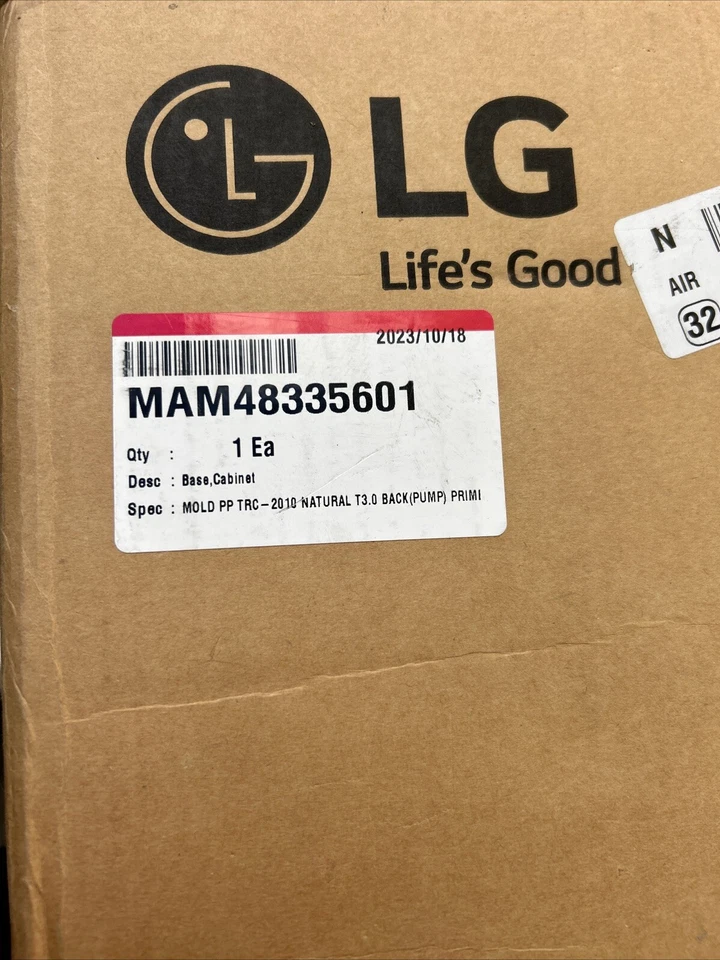 LG
Life's Good
N
AIR
32
2023/10/18
MAM48335601
Qty : 1 Ea
Desc : Base,Cabinet
Spec : MOLD PP TRC-2010 NATURAL T3.0 BACK(PUMP) PRIMI